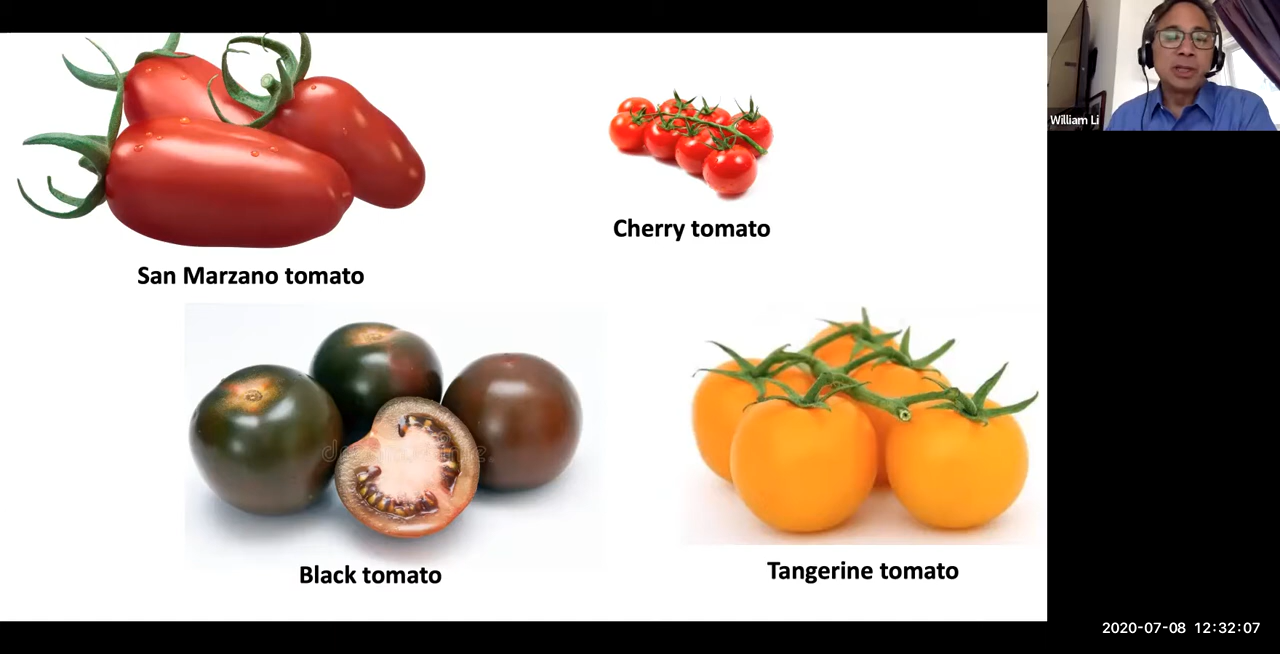 William Li
Cherry tomato
San Marzano tomato
Black tomato
Tangerine tomato
2020-07-08 12:32:07